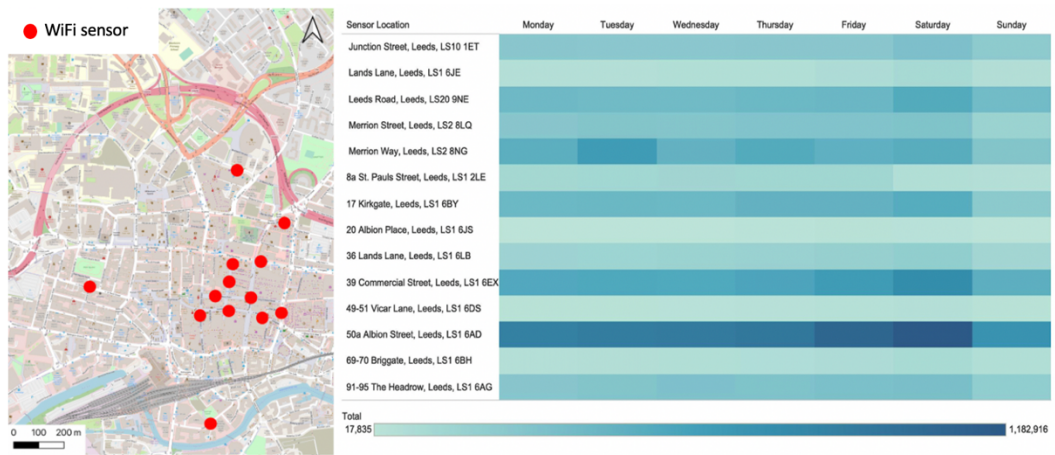 WiFi sensor
0 100 200 m
Sensor Location Monday Tuesday Wednesday Thursday Friday Saturday Sunday
Junction Street, Leeds, LS10 1ET
Lands Lane, Leeds, LS1 6JE
Leeds Road, Leeds, LS20 9NE
Merrion Street, Leeds, LS2 8LQ
Merrion Way, Leeds, LS2 8NG
8a St. Pauls Street, Leeds, LS1 2LE
17 Kirkgate, Leeds, LS1 6BY
20 Albion Place, Leeds, LS1 6JS
36 Lands Lane, Leeds, LS1 6LB
39 Commercial Street, Leeds, LS1 6EX
49-51 Vicar Lane, Leeds, LS1 6DS
50a Albion Street, Leeds, LS1 6AD
69-70 Briggate, Leeds, LS1 6BH
91-95 The Headrow, Leeds, LS1 6AG
Total
17,835 1,182,916